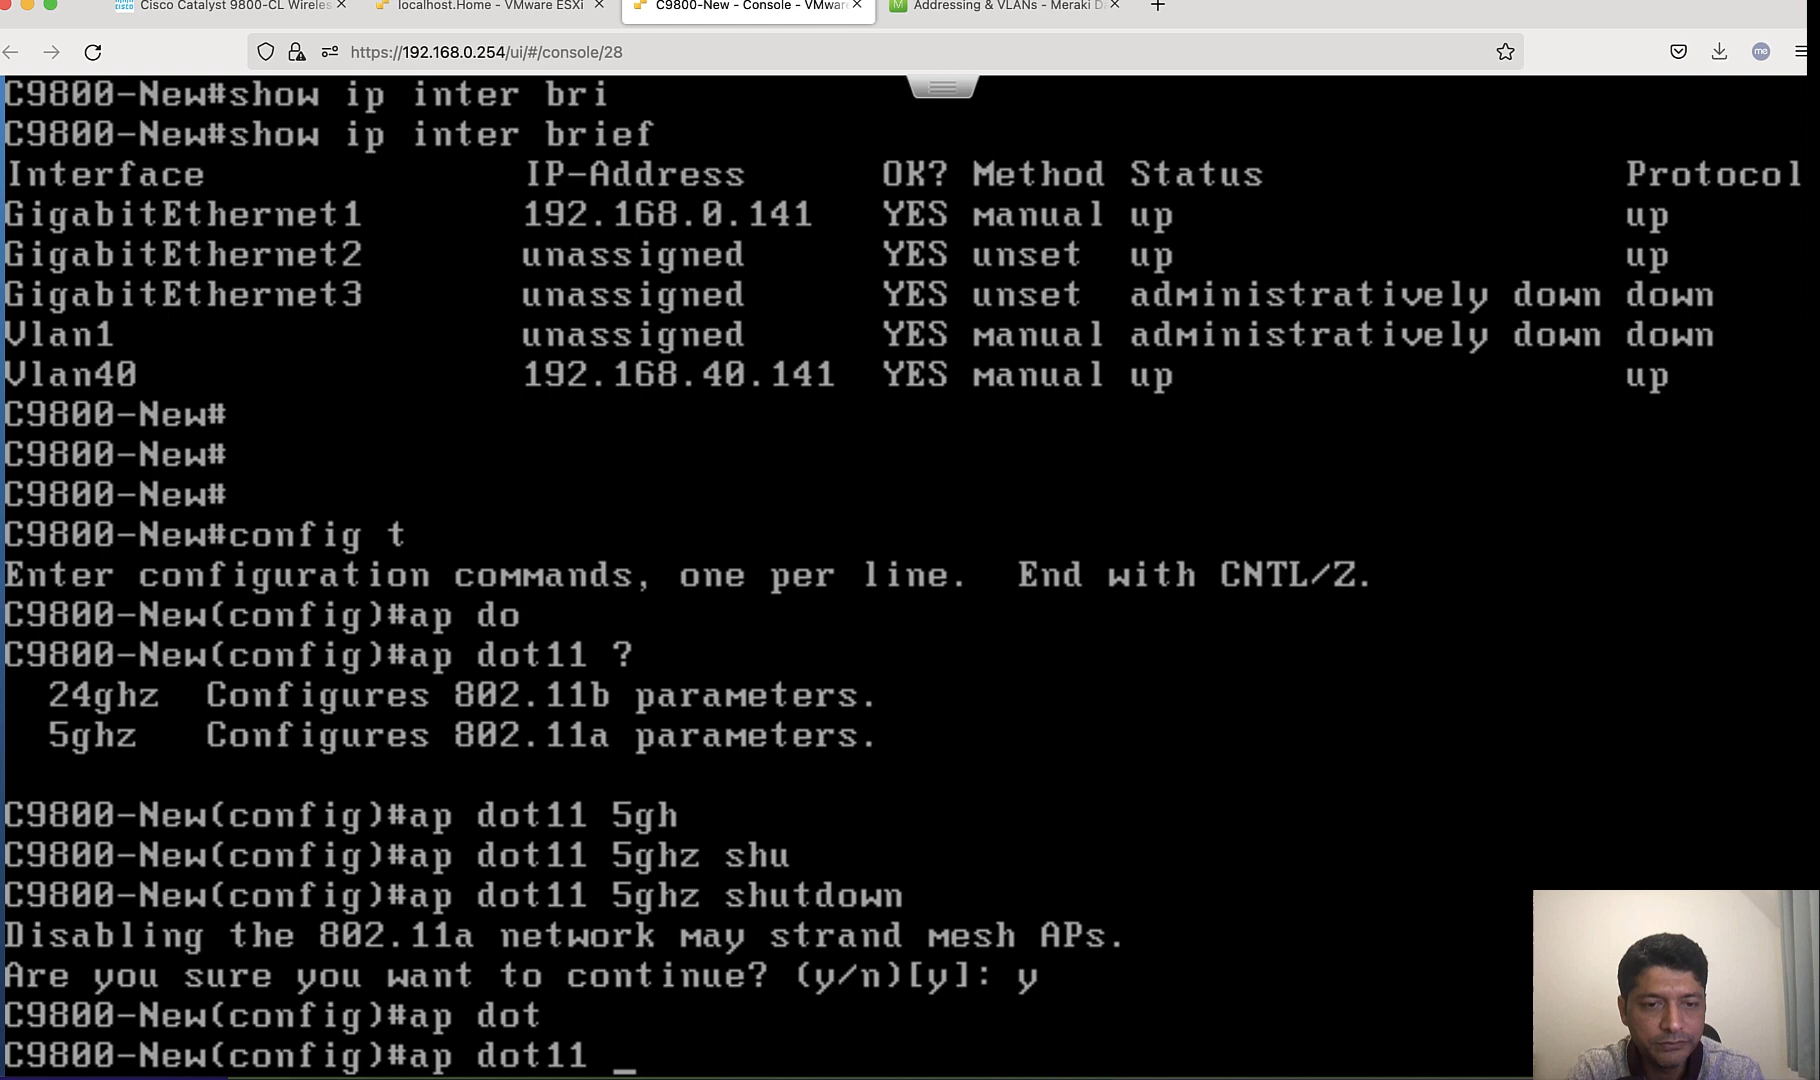 Cisco Catalyst 9800-CL Wireles
localhost.Home - VMware ESXi
C9800-New - Console - VMware
Addressing & VLANs - Meraki Da
https://192.168.0.254/ui/#/console/28
me
C9800-New#show ip inter bri
C9800-New#show ip inter brief
Interface IP-Address OK? Method Status Protocol
GigabitEthernet1 192.168.0.141 YES manual up up
GigabitEthernet2 unassigned YES unset up up
GigabitEthernet3 unassigned YES unset administratively down down
Vlan1 unassigned YES manual administratively down down
Vlan40 192.168.40.141 YES manual up up
C9800-New#
C9800-New#
C9800-New#
C9800-New#config t
Enter configuration commands, one per line. End with CNTL/Z.
C9800-New(config)#ap do
C9800-New(config)#ap dot11 ?
24ghz Configures 802.11b parameters.
5ghz Configures 802.11a parameters.
C9800-New(config)#ap dot11 5gh
C9800-New(config)#ap dot11 5ghz shu
C9800-New(config)#ap dot11 5ghz shutdown
Disabling the 802.11a network may strand mesh APs.
Are you sure you want to continue? (y/n)[y]: y
C9800-New(config)#ap dot
C9800-New(config)#ap dot11 _